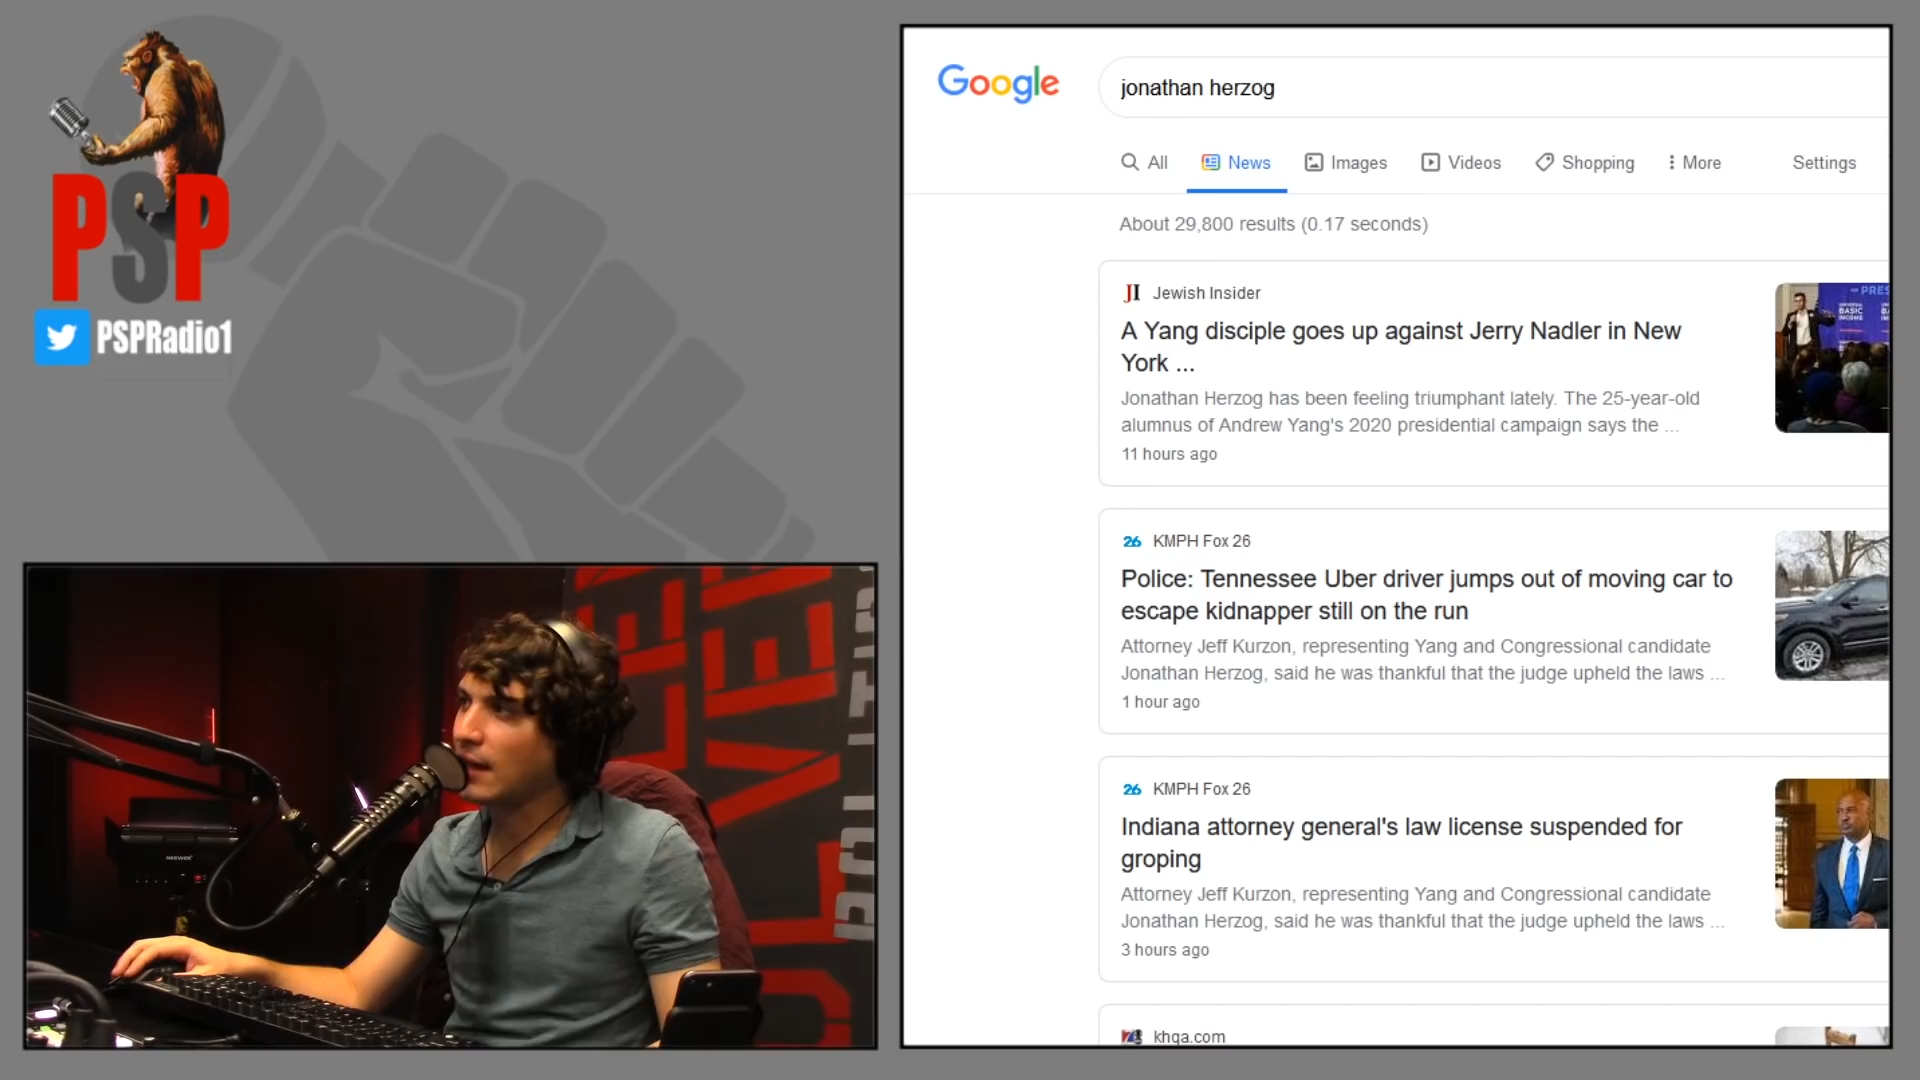 PSP
PSPRadio1
NEEWER
Google
jonathan herzog
All
News
Images
Videos
Shopping
More
Settings
About 29,800 results (0.17 seconds)
JI Jewish Insider
A Yang disciple goes up against Jerry Nadler in New
York ...
Jonathan Herzog has been feeling triumphant lately. The 25-year-old
alumnus of Andrew Yang's 2020 presidential campaign says the ...
11 hours ago
PRES
UNIVERSAL
BASIC
INCOME
26 KMPH Fox 26
Police: Tennessee Uber driver jumps out of moving car to
escape kidnapper still on the run
Attorney Jeff Kurzon, representing Yang and Congressional candidate
Jonathan Herzog, said he was thankful that the judge upheld the laws ...
1 hour ago
26 KMPH Fox 26
Indiana attorney general's law license suspended for
groping
Attorney Jeff Kurzon, representing Yang and Congressional candidate
Jonathan Herzog, said he was thankful that the judge upheld the laws ...
3 hours ago
khqa.com